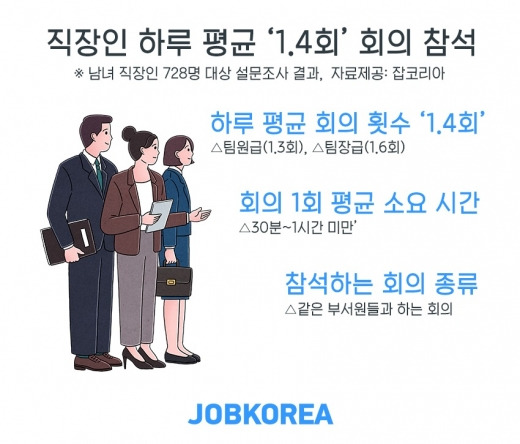 직장인 하루 평균 ‘1.4회’ 회의 참석
※ 남녀 직장인 728명 대상 설문조사 결과, 자료제공: 잡코리아
하루 평균 회의 횟수 ‘1.4회’
△팀원급(1.3회), △팀장급(1.6회)
회의 1회 평균 소요 시간
△30분~1시간 미만’
참석하는 회의 종류
△같은 부서원들과 하는 회의
JOBKOREA